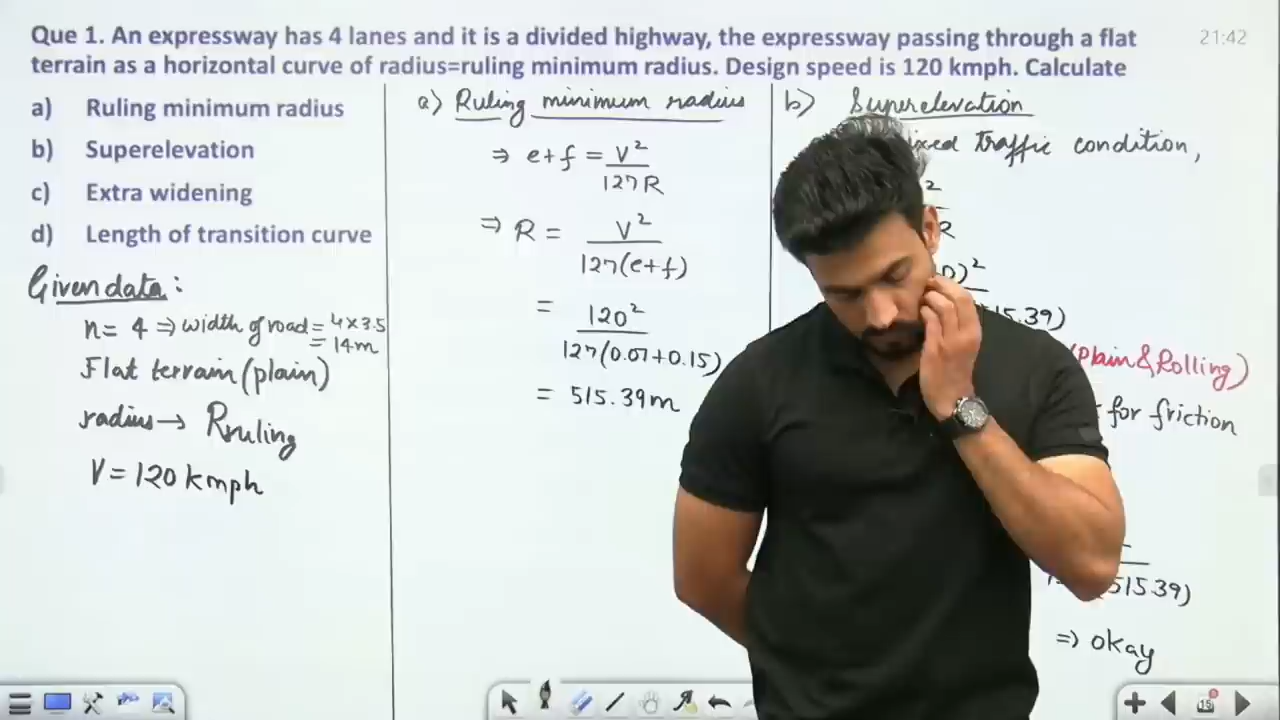 Que 1. An expressway has 4 lanes and it is a divided highway, the expressway passing through a flat
terrain as a horizontal curve of radius=ruling minimum radius. Design speed is 120 kmph. Calculate
21:42
a) Ruling minimum radius
b) Superelevation
c) Extra widening
d) Length of transition curve
Given data:
n= 4 ⇒ width of road = 4×3.5
= 14m
Flat terrain (plain)
radius → Rruling
V = 120 kmph
a) Ruling minimum radius
⇒ e+f = V²
127R
⇒ R = V²
127(e+f)
= 120²
127(0.07+0.15)
= 515.39m
b) Superelevation
traffic condition,
2
R
)²
15.39)
(Plain & Rolling)
for friction
515.39)
⇒ okay
15